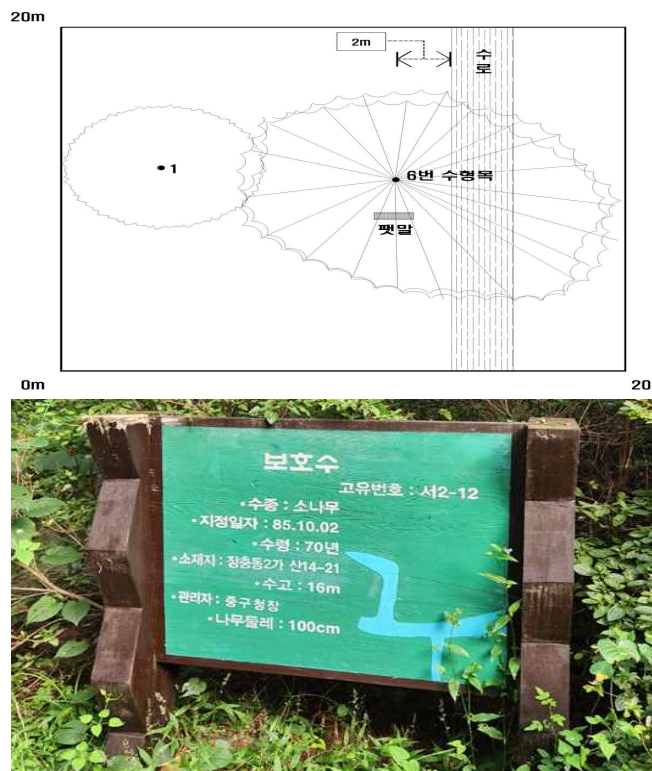 20m
2m
수로
1
6번 수형목
팻말
0m
20
보호수
고유번호 : 서2-12
•수종 : 소나무
•지정일자 : 85.10.02
•수령 : 70년
•소재지 : 장충동2가 산14-21
•수고 : 16m
•관리자 : 중구청장
•나무둘레 : 100cm